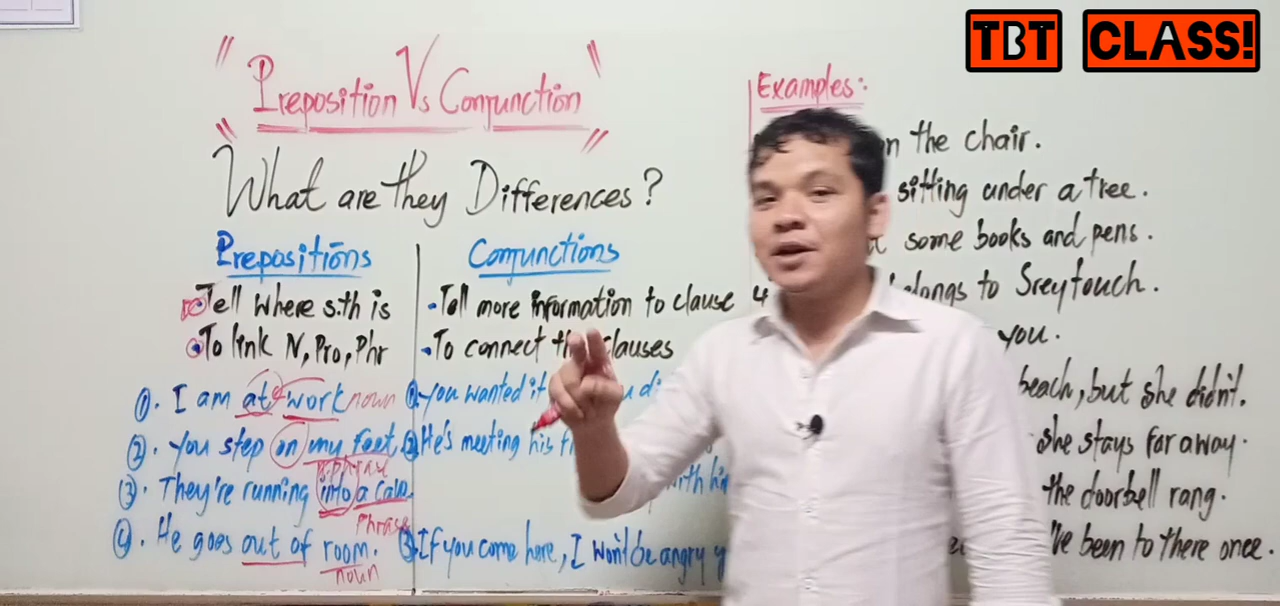 TBT CLASS!
"Preposition Vs Conjunction"
What are they Differences?
Prepositions
• Tell where s.th is
• To link N, Pro, Phr
①. I am at work noun
②. You step on my feet.
p.phrase
③. They're running into a cave.
phrase
④. He goes out of room.
noun
Conjunctions
• Tell more information to clause
• To connect the clauses
①. You wanted it
②. He's meeting his
with
③. If you come here, I won't be angry
Examples:
the chair.
sitting under a tree.
some books and pens.
4
belongs to Sreytouch.
you.
beach, but she didn't.
she stays far away.
the doorbell rang.
I've been to there once.